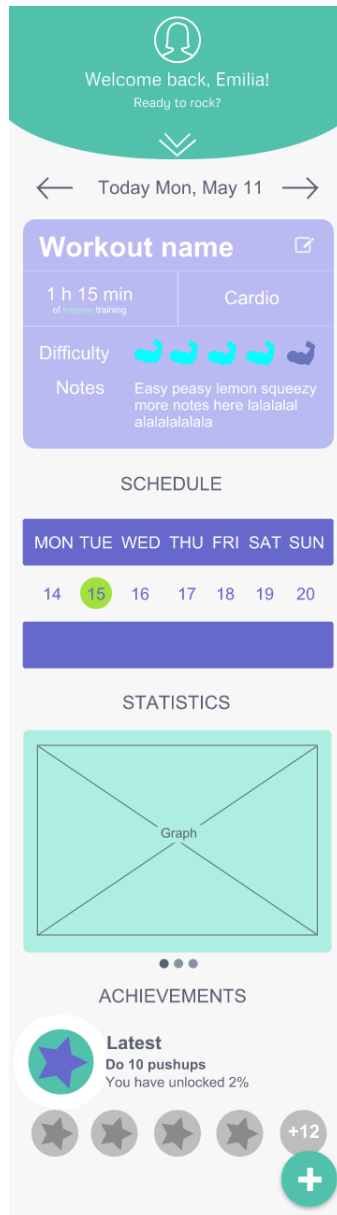 Welcome back, Emilia!
Ready to rock?
Today Mon, May 11
Workout name
1 h 15 min
of intense training
Cardio
Difficulty
Notes
Easy peasy lemon squeezy
more notes here lalalalal
alalalalalala
SCHEDULE
MON TUE WED THU FRI SAT SUN
14 15 16 17 18 19 20
STATISTICS
Graph
ACHIEVEMENTS
Latest
Do 10 pushups
You have unlocked 2%
+12